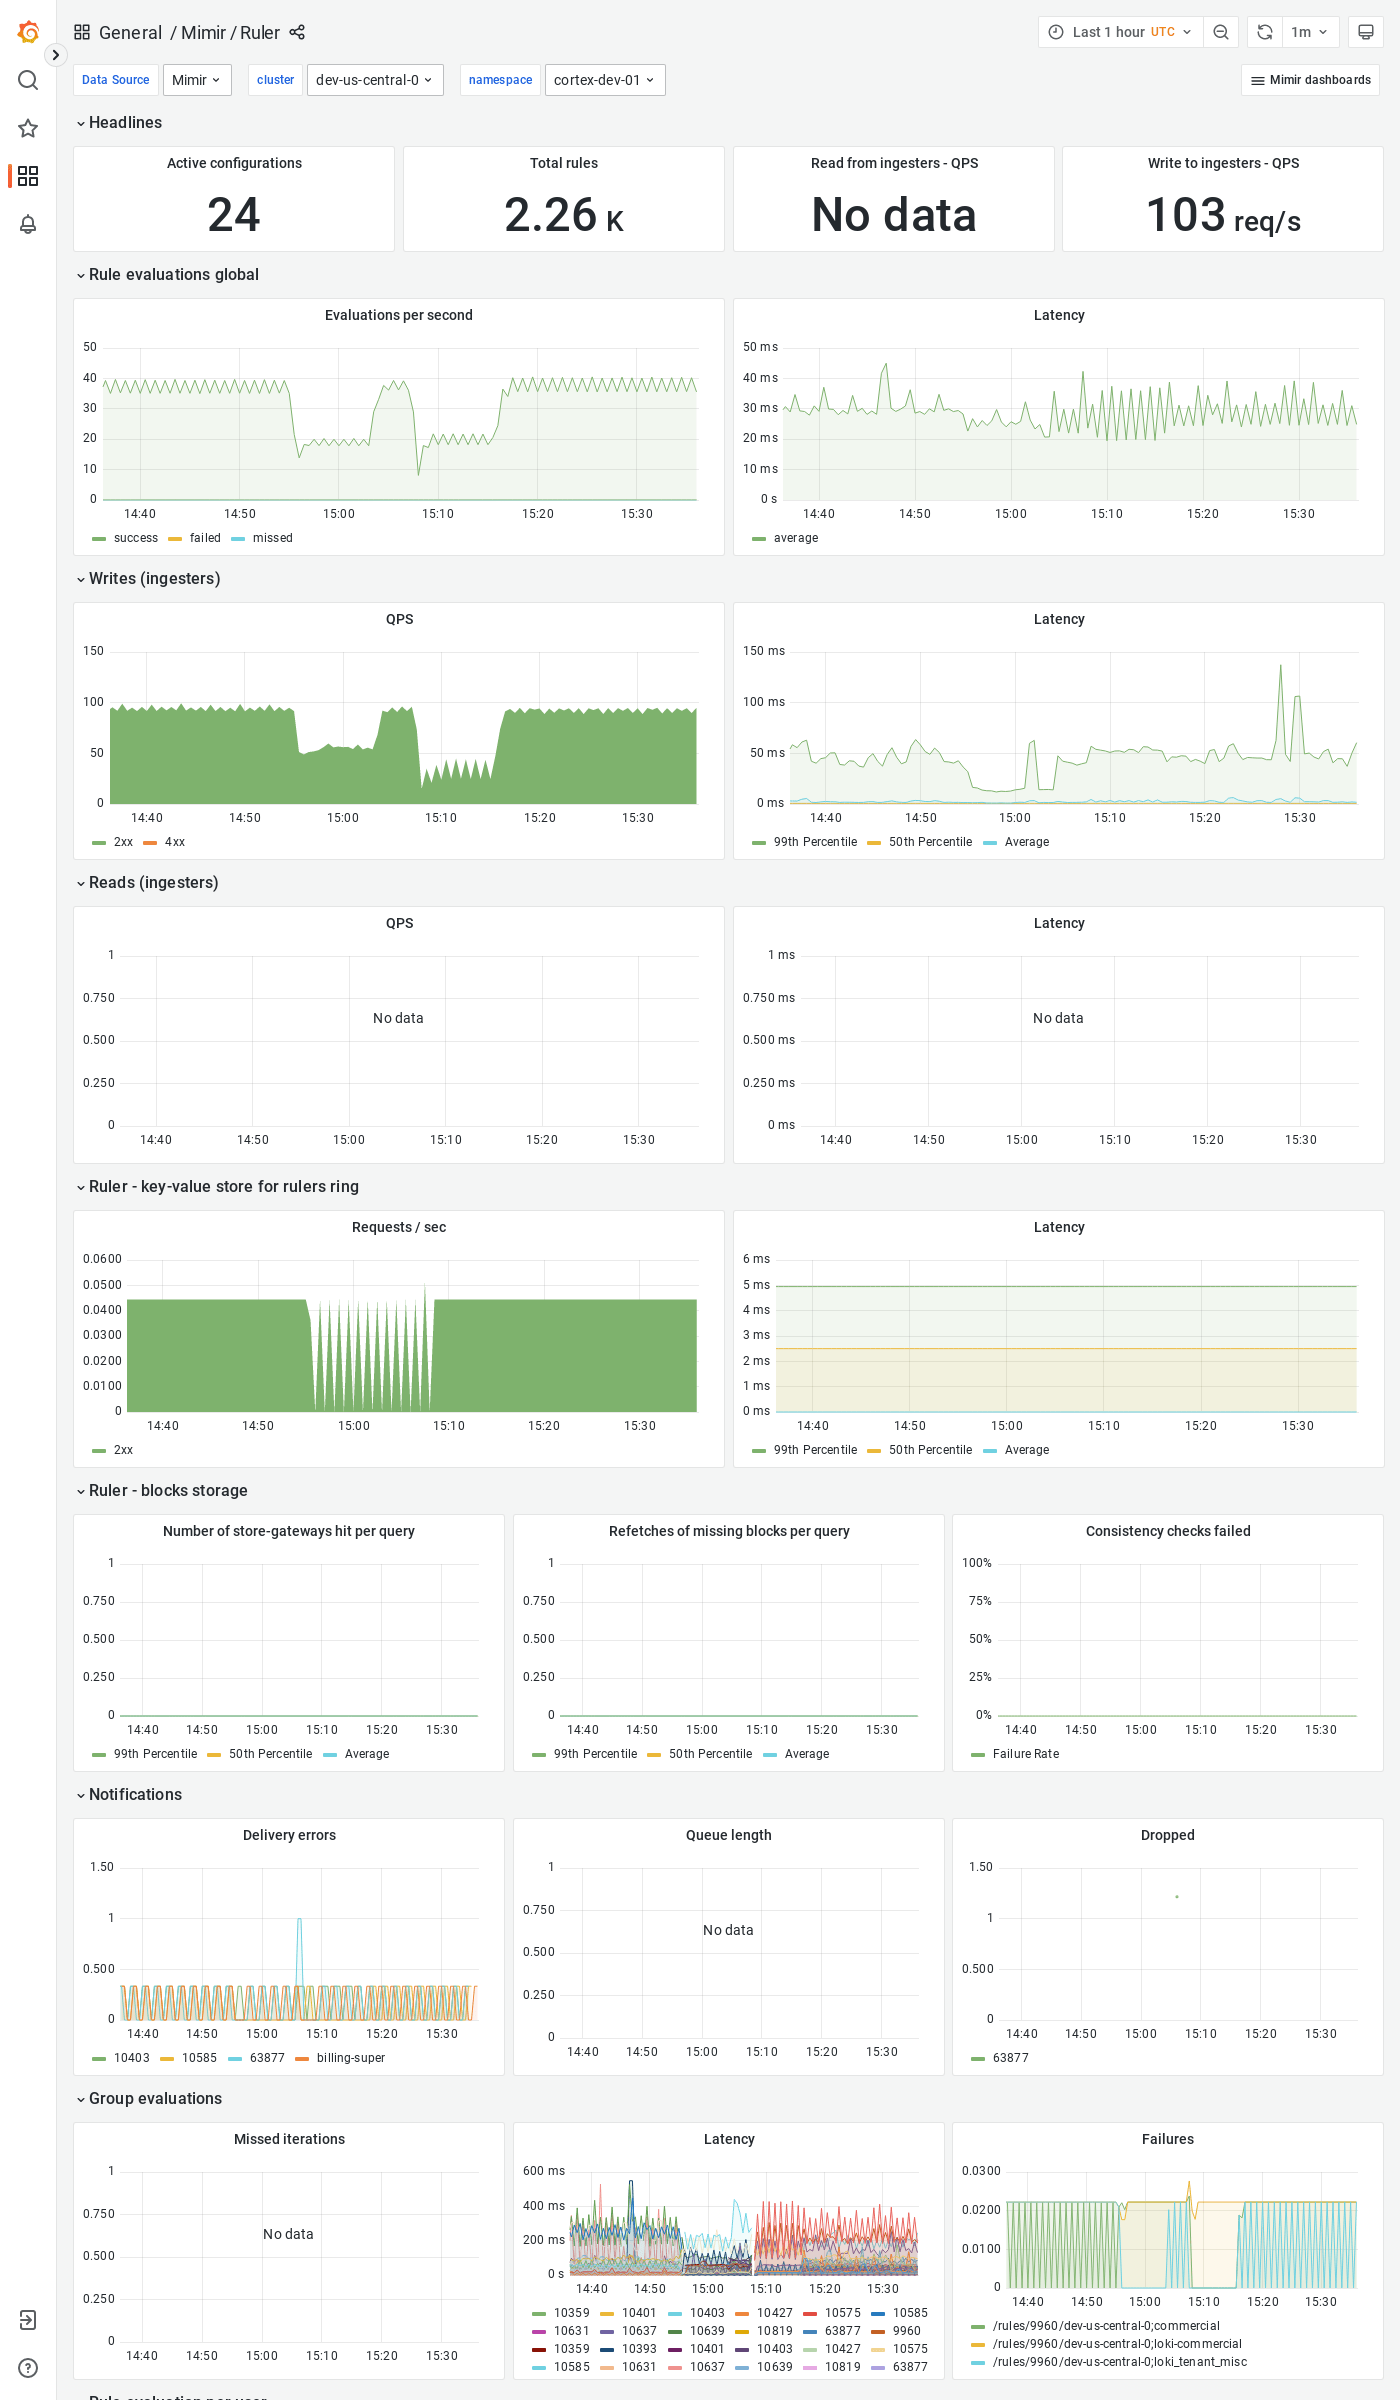 General / Mimir / Ruler
Last 1 hour UTC
1m
Data Source Mimir cluster dev-us-central-0 namespace cortex-dev-01 Mimir dashboards
Headlines
Active configurations
24
Total rules
2.26 K
Read from ingesters - QPS
No data
Write to ingesters - QPS
103 req/s
Rule evaluations global
Evaluations per second
50
40
30
20
10
0
14:40 14:50 15:00 15:10 15:20 15:30
success failed missed
Latency
50 ms
40 ms
30 ms
20 ms
10 ms
0 s
14:40 14:50 15:00 15:10 15:20 15:30
average
Writes (ingesters)
QPS
150
100
50
0
14:40 14:50 15:00 15:10 15:20 15:30
2xx 4xx
Latency
150 ms
100 ms
50 ms
0 ms
14:40 14:50 15:00 15:10 15:20 15:30
99th Percentile 50th Percentile Average
Reads (ingesters)
QPS
1
0.750
0.500
0.250
0
No data
14:40 14:50 15:00 15:10 15:20 15:30
Latency
1 ms
0.750 ms
0.500 ms
0.250 ms
0 ms
No data
14:40 14:50 15:00 15:10 15:20 15:30
Ruler - key-value store for rulers ring
Requests / sec
0.0600
0.0500
0.0400
0.0300
0.0200
0.0100
0
14:40 14:50 15:00 15:10 15:20 15:30
2xx
Latency
6 ms
5 ms
4 ms
3 ms
2 ms
1 ms
0 ms
14:40 14:50 15:00 15:10 15:20 15:30
99th Percentile 50th Percentile Average
Ruler - blocks storage
Number of store-gateways hit per query
1
0.750
0.500
0.250
0
14:40 14:50 15:00 15:10 15:20 15:30
99th Percentile 50th Percentile Average
Refetches of missing blocks per query
1
0.750
0.500
0.250
0
14:40 14:50 15:00 15:10 15:20 15:30
99th Percentile 50th Percentile Average
Consistency checks failed
100%
75%
50%
25%
0%
14:40 14:50 15:00 15:10 15:20 15:30
Failure Rate
Notifications
Delivery errors
1.50
1
0.500
0
14:40 14:50 15:00 15:10 15:20 15:30
10403 10585 63877 billing-super
Queue length
1
0.750
0.500
0.250
0
No data
14:40 14:50 15:00 15:10 15:20 15:30
Dropped
1.50
1
0.500
0
14:40 14:50 15:00 15:10 15:20 15:30
63877
Group evaluations
Missed iterations
1
0.750
0.500
0.250
0
No data
14:40 14:50 15:00 15:10 15:20 15:30
Latency
600 ms
400 ms
200 ms
0 s
14:40 14:50 15:00 15:10 15:20 15:30
10359 10401 10403 10427 10575 10585
10631 10637 10639 10819 63877 9960
10359 10393 10401 10403 10427 10575
10585 10631 10637 10639 10819 63877
Failures
0.0300
0.0200
0.0100
0
14:40 14:50 15:00 15:10 15:20 15:30
/rules/9960/dev-us-central-0;commercial
/rules/9960/dev-us-central-0;loki-commercial
/rules/9960/dev-us-central-0;loki_tenant_misc